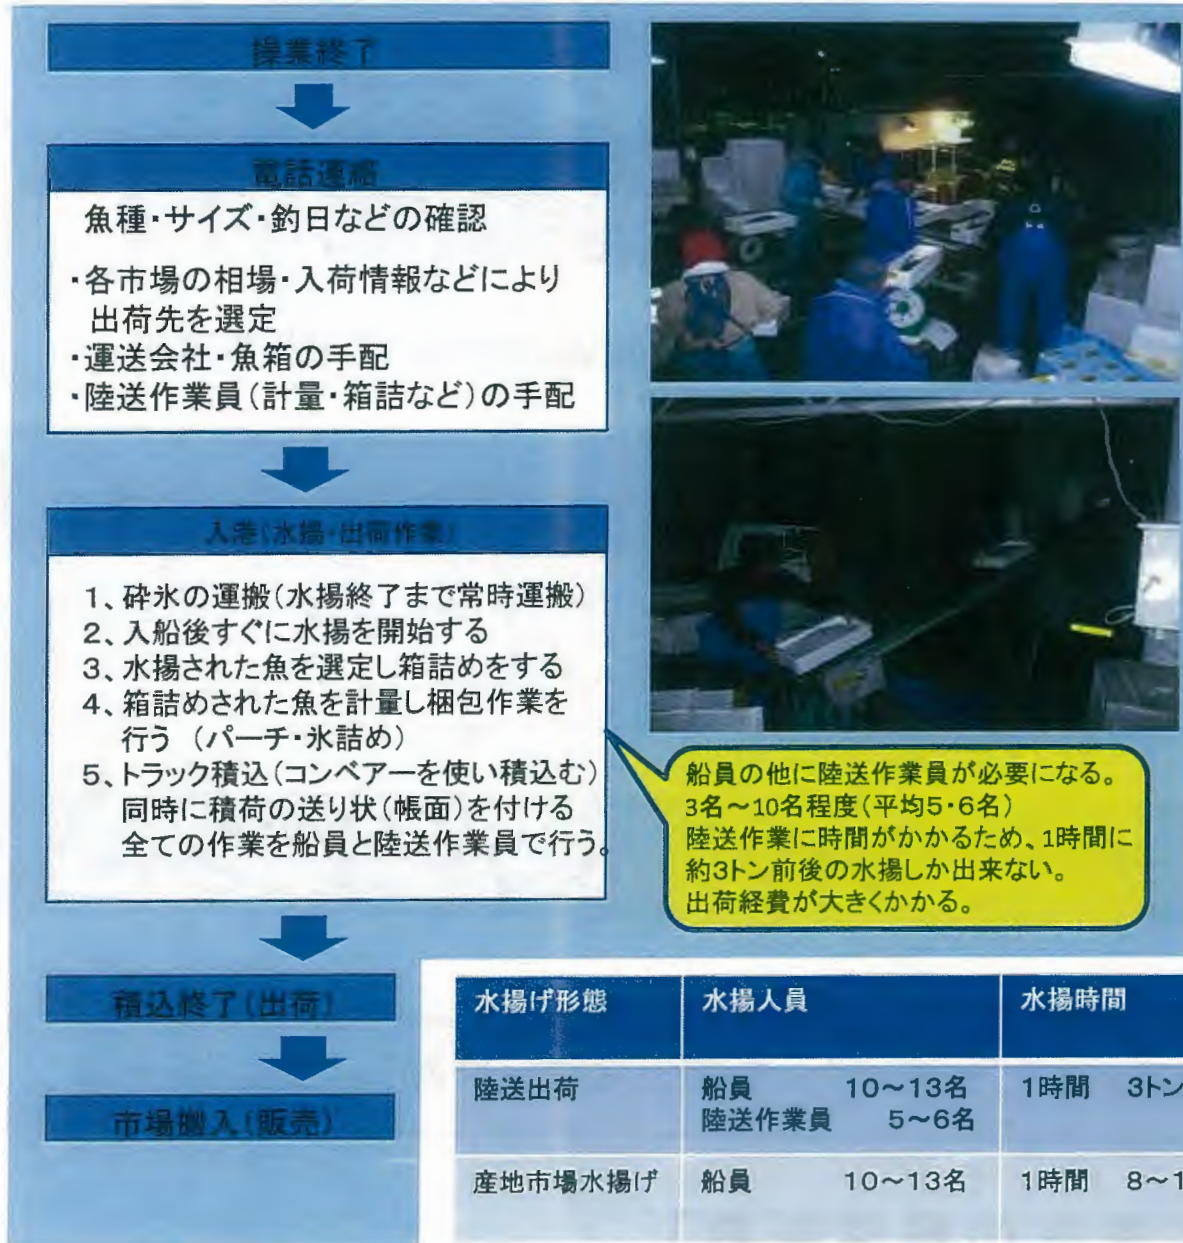 操業終了
電話連絡
魚種・サイズ・釣日などの確認
・各市場の相場・入荷情報などにより
出荷先を選定
・運送会社・魚箱の手配
・陸送作業員(計量・箱詰など)の手配
入港(水揚・出荷作業)
1、砕氷の運搬(水揚終了まで常時運搬)
2、入船後すぐに水揚を開始する
3、水揚された魚を選定し箱詰めをする
4、箱詰めされた魚を計量し梱包作業を
行う (パーチ・氷詰め)
5、トラック積込(コンベアーを使い積込む)
同時に積荷の送り状(帳面)を付ける
全ての作業を船員と陸送作業員で行う。
船員の他に陸送作業員が必要になる。
3名～10名程度(平均5・6名)
陸送作業に時間がかかるため、1時間に
約3トン前後の水揚しか出来ない。
出荷経費が大きくかかる。
積込終了(出荷)
市場搬入(販売)
水揚げ形態 水揚人員 水揚時間
陸送出荷 船員 10～13名 1時間 3トン
陸送作業員 5～6名
産地市場水揚げ 船員 10～13名 1時間 8～1